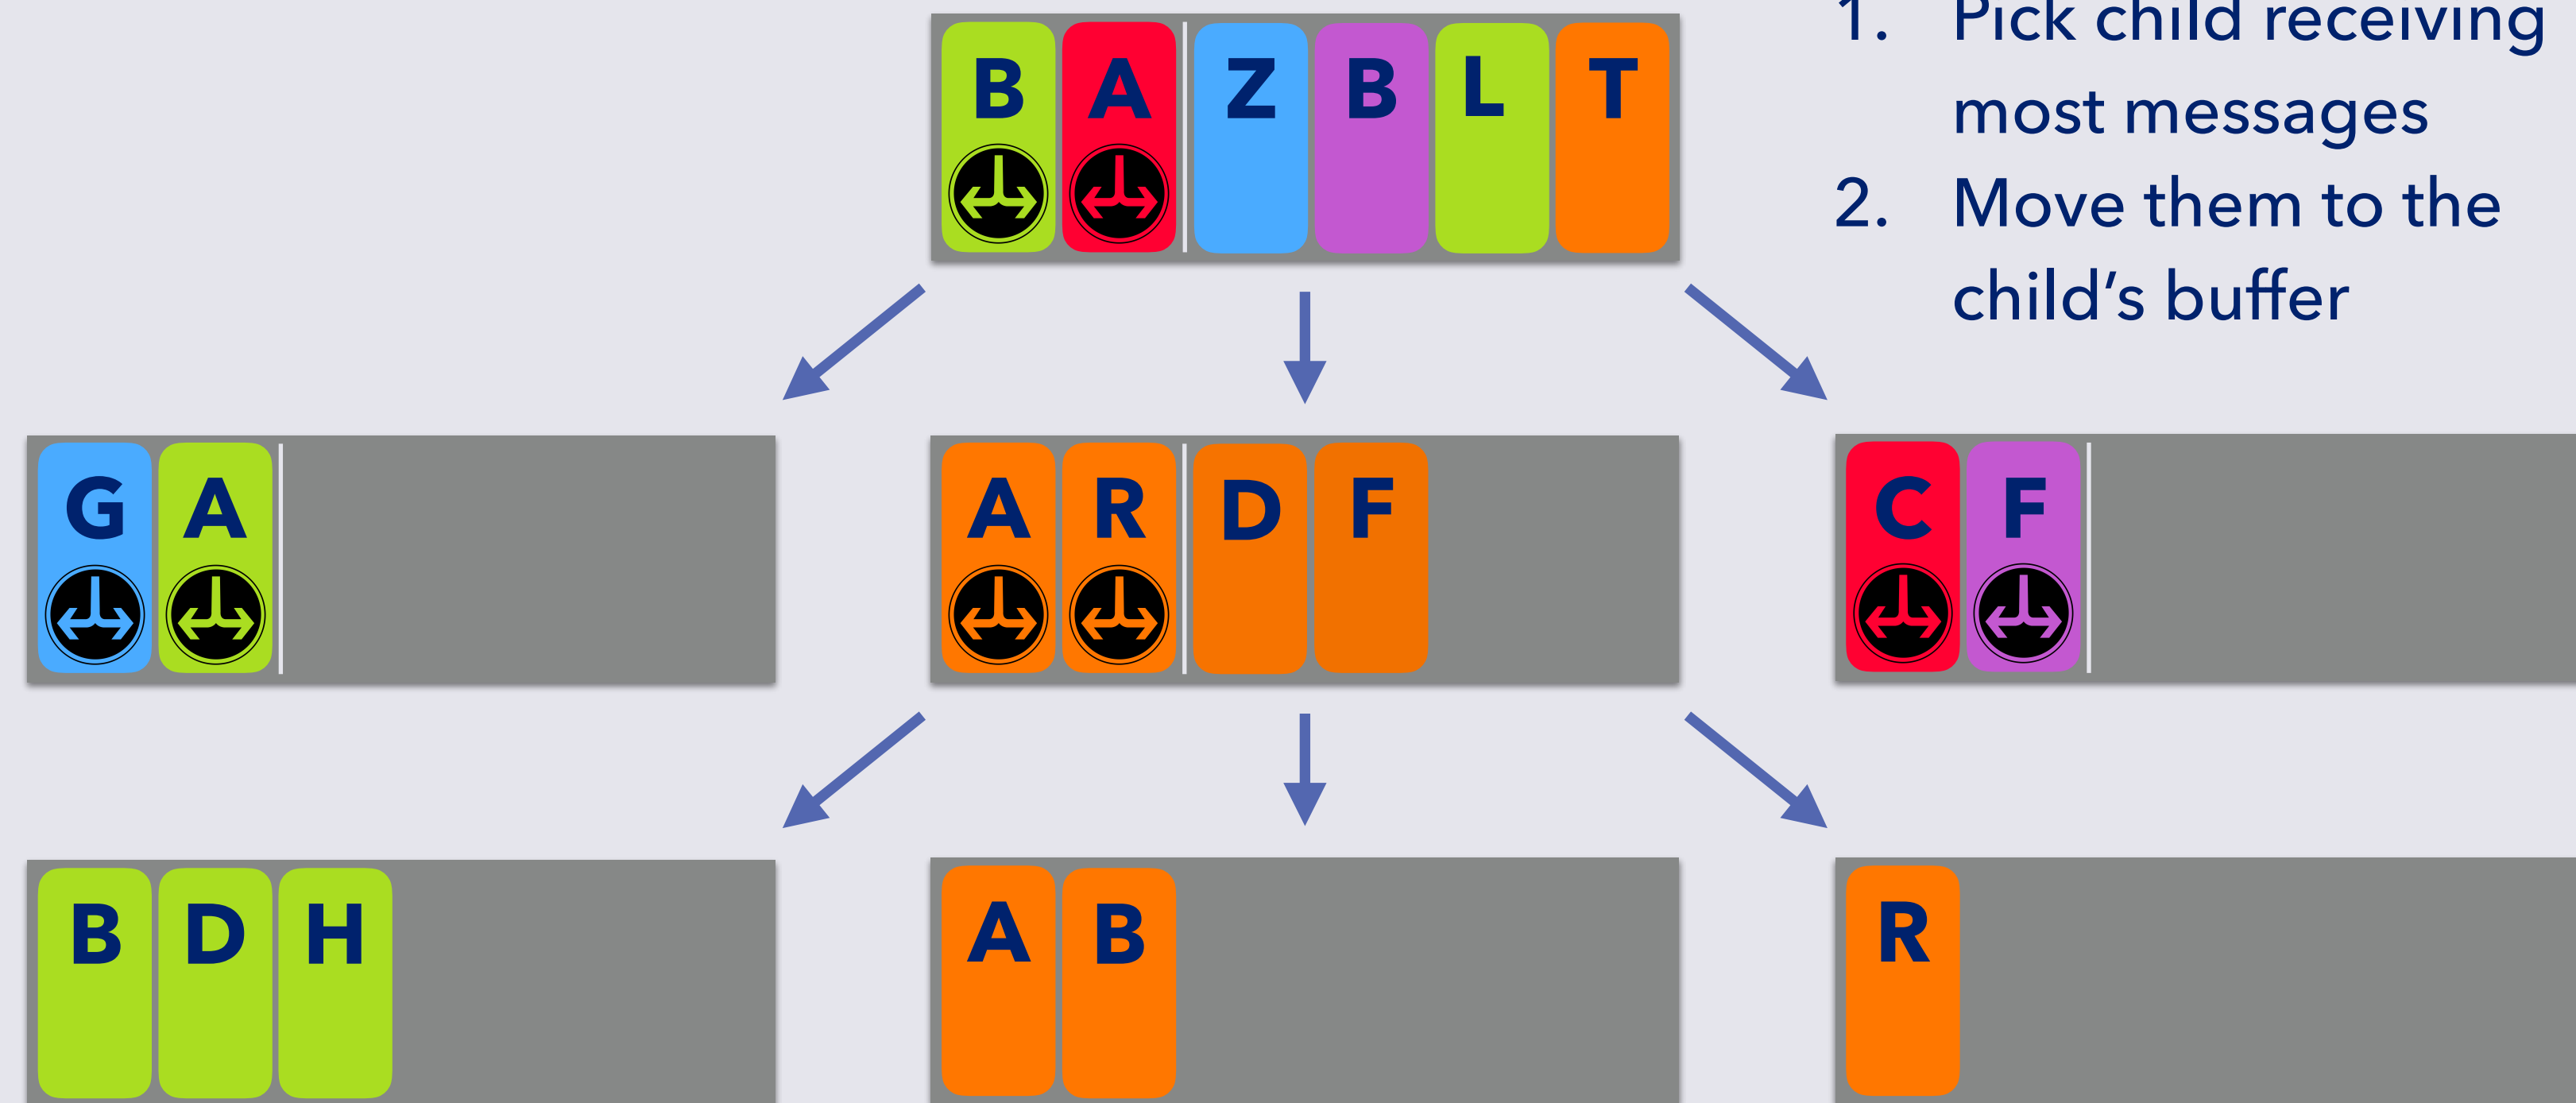 1. Pick child receiving
most messages
2. Move them to the
child’s buffer
B A Z B L T
G A
A R D F
C F
B D H
A B
R